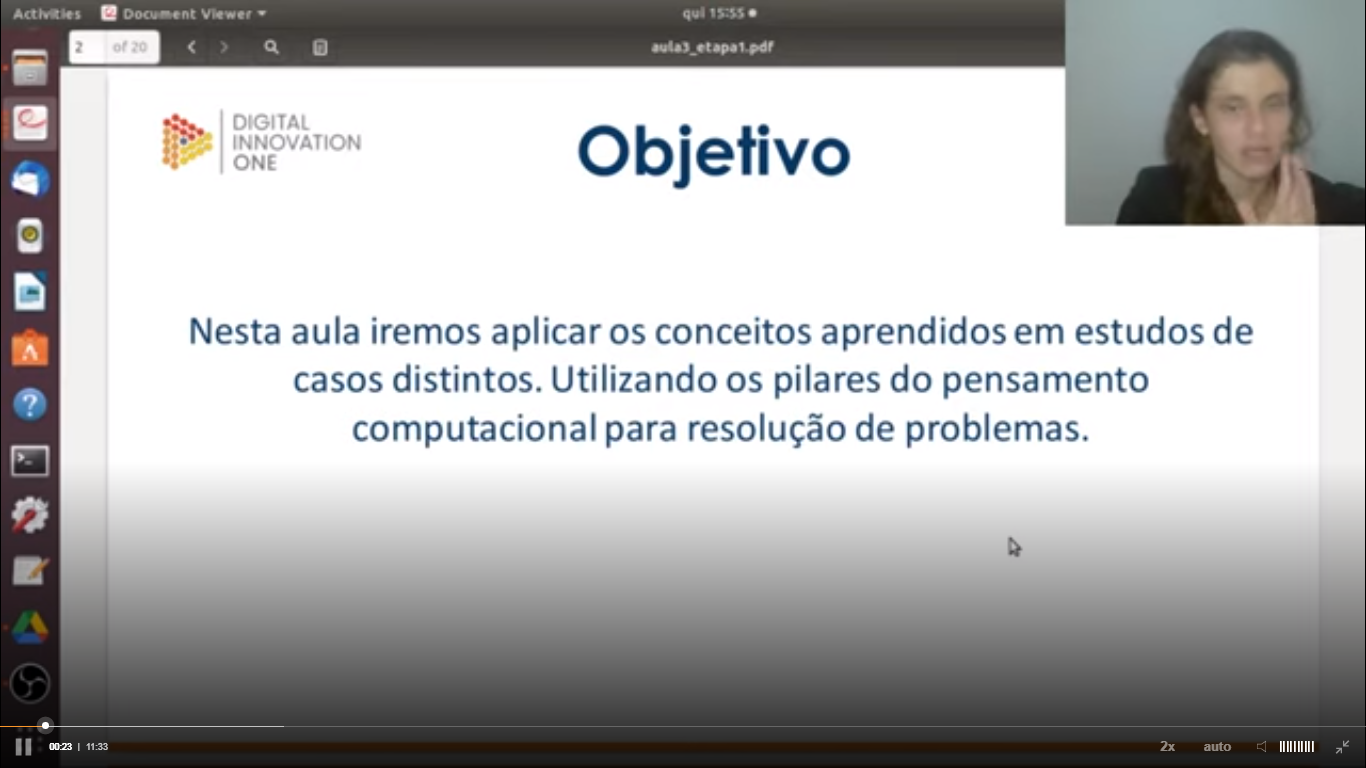 Activities Document Viewer qui 15:55
2 of 20 aula3_etapa1.pdf
DIGITAL
INNOVATION
ONE
Objetivo
Nesta aula iremos aplicar os conceitos aprendidos em estudos de
casos distintos. Utilizando os pilares do pensamento
computacional para resolução de problemas.
00:23 | 11:33 2x auto